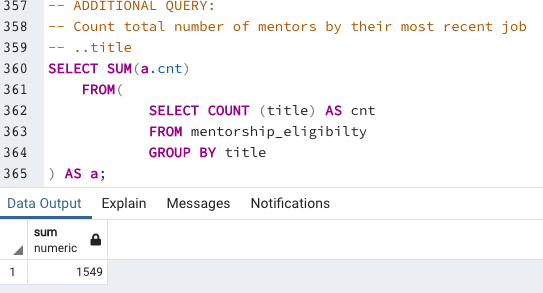 357 -- ADDITIONAL QUERY:
358 -- Count total number of mentors by their most recent job
359 -- ..title
360 SELECT SUM(a.cnt)
361     FROM(
362             SELECT COUNT (title) AS cnt
363             FROM mentorship_eligibilty
364             GROUP BY title
365 ) AS a;
Data Output Explain Messages Notifications
sum
numeric
1 1549